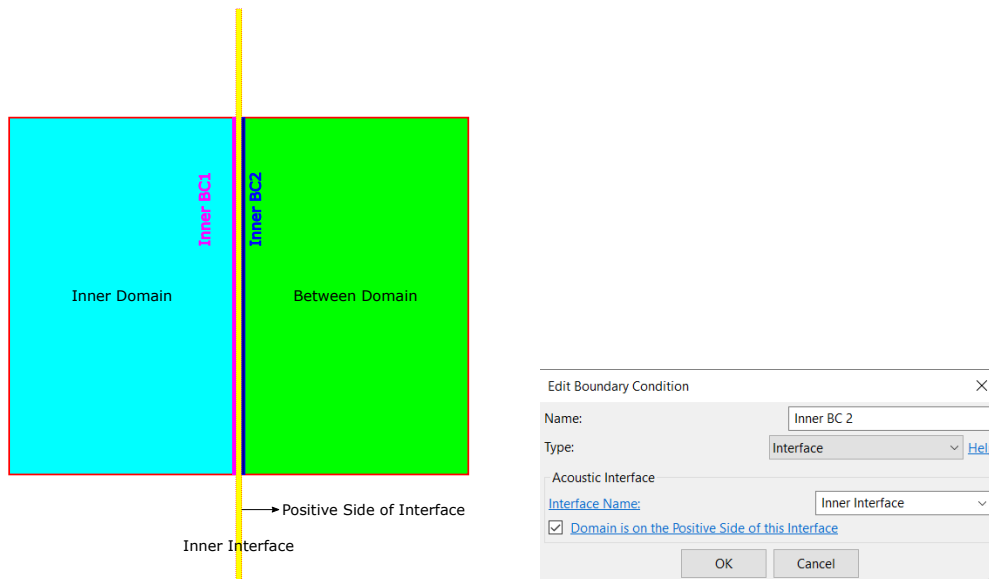 Inner BC1
Inner BC2
Inner Domain
Between Domain
Positive Side of Interface
Inner Interface
Edit Boundary Condition
Name:
Inner BC 2
Type:
Interface
Hel
Acoustic Interface
Interface Name:
Inner Interface
Domain is on the Positive Side of this Interface
OK
Cancel